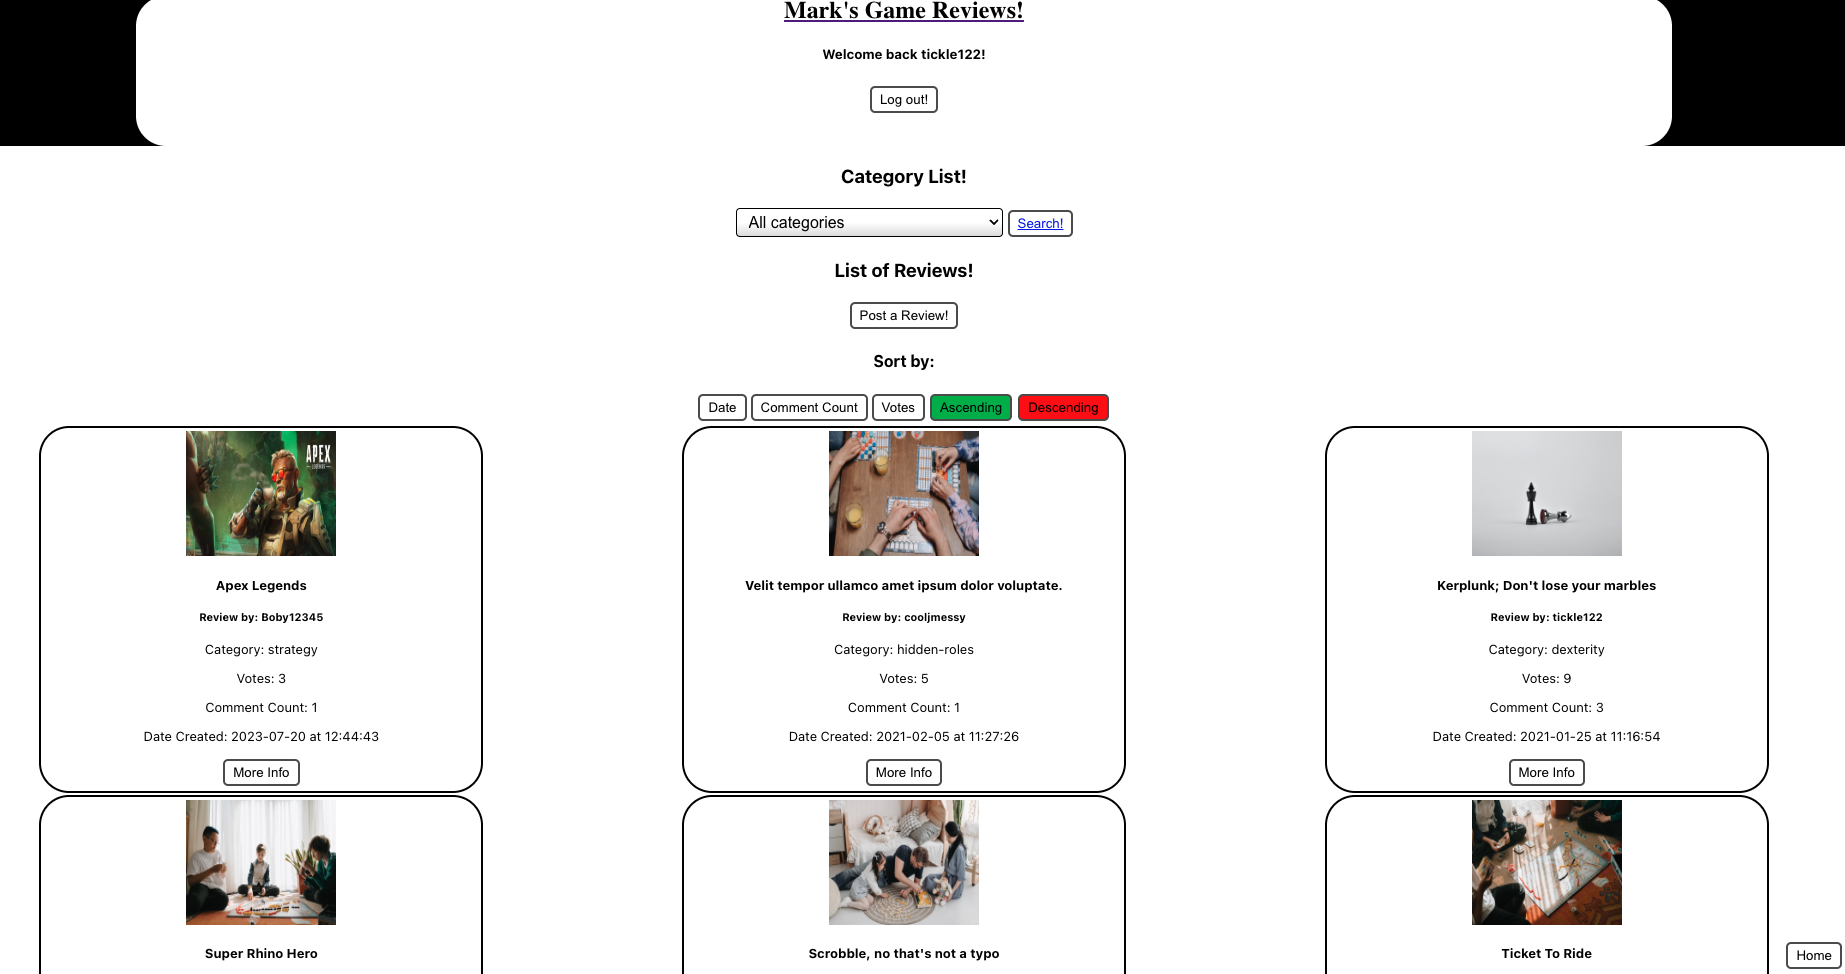 Mark's Game Reviews!
Welcome back tickle122!
Log out!
Category List!
All categories Search!
List of Reviews!
Post a Review!
Sort by:
Date Comment Count Votes Ascending Descending
APEX
Apex Legends
Review by: Boby12345
Category: strategy
Votes: 3
Comment Count: 1
Date Created: 2023-07-20 at 12:44:43
More Info
Velit tempor ullamco amet ipsum dolor voluptate.
Review by: cooljmessy
Category: hidden-roles
Votes: 5
Comment Count: 1
Date Created: 2021-02-05 at 11:27:26
More Info
Kerplunk; Don't lose your marbles
Review by: tickle122
Category: dexterity
Votes: 9
Comment Count: 3
Date Created: 2021-01-25 at 11:16:54
More Info
Super Rhino Hero
Scrobble, no that's not a typo
Ticket To Ride
Home